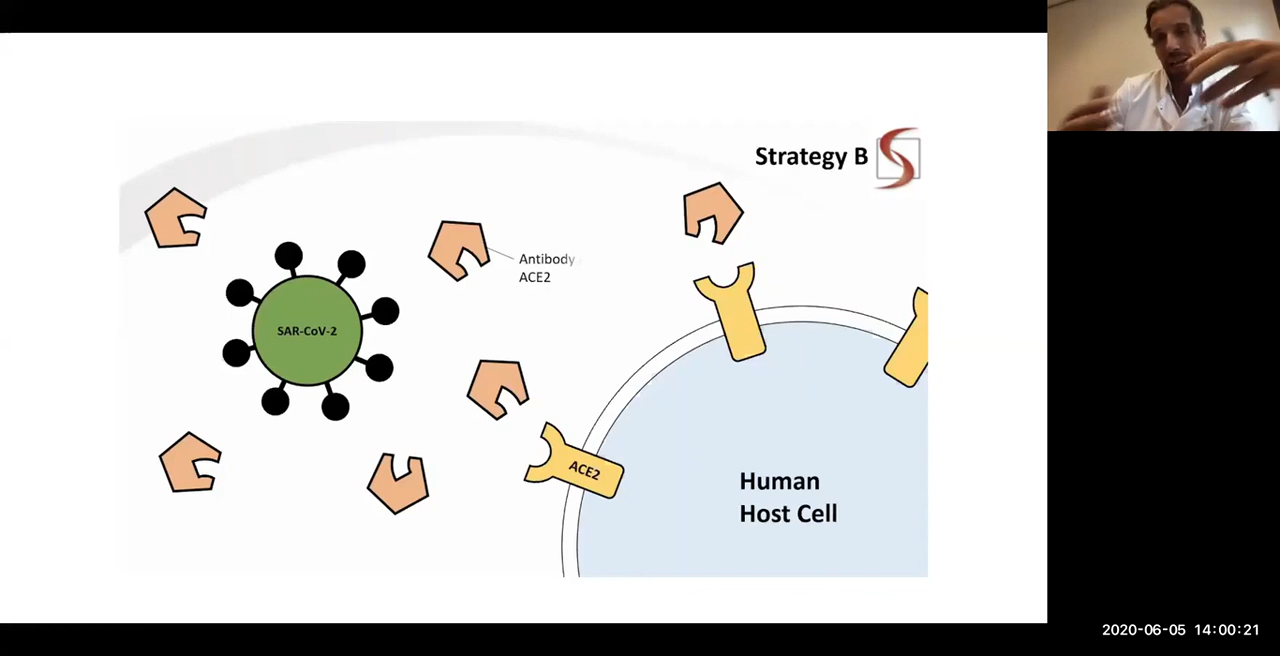 Strategy B
Antibody
ACE2
SAR-CoV-2
ACE2
Human
Host Cell
2020-06-05 14:00:21